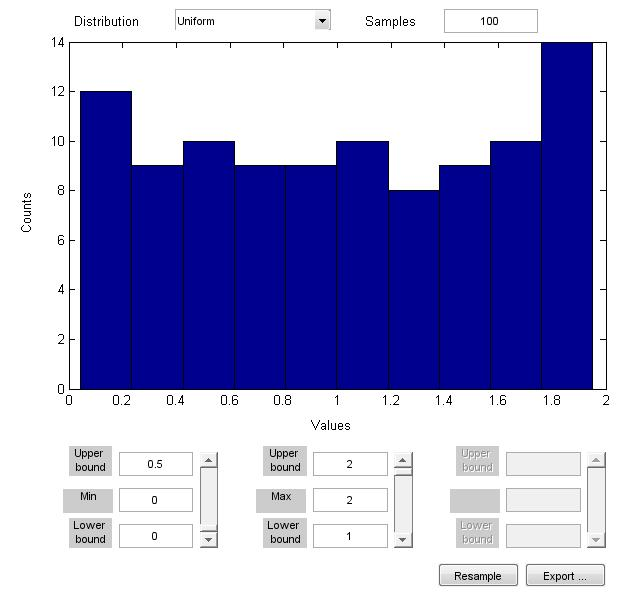 Distribution Uniform Samples 100
14
12
10
8
6
4
2
0
Counts
0 0.2 0.4 0.6 0.8 1 1.2 1.4 1.6 1.8 2
Values
Upper bound 0.5 Upper bound 2 Upper bound
Min 0 Max 2
Lower bound 0 Lower bound 1 Lower bound
Resample Export ...